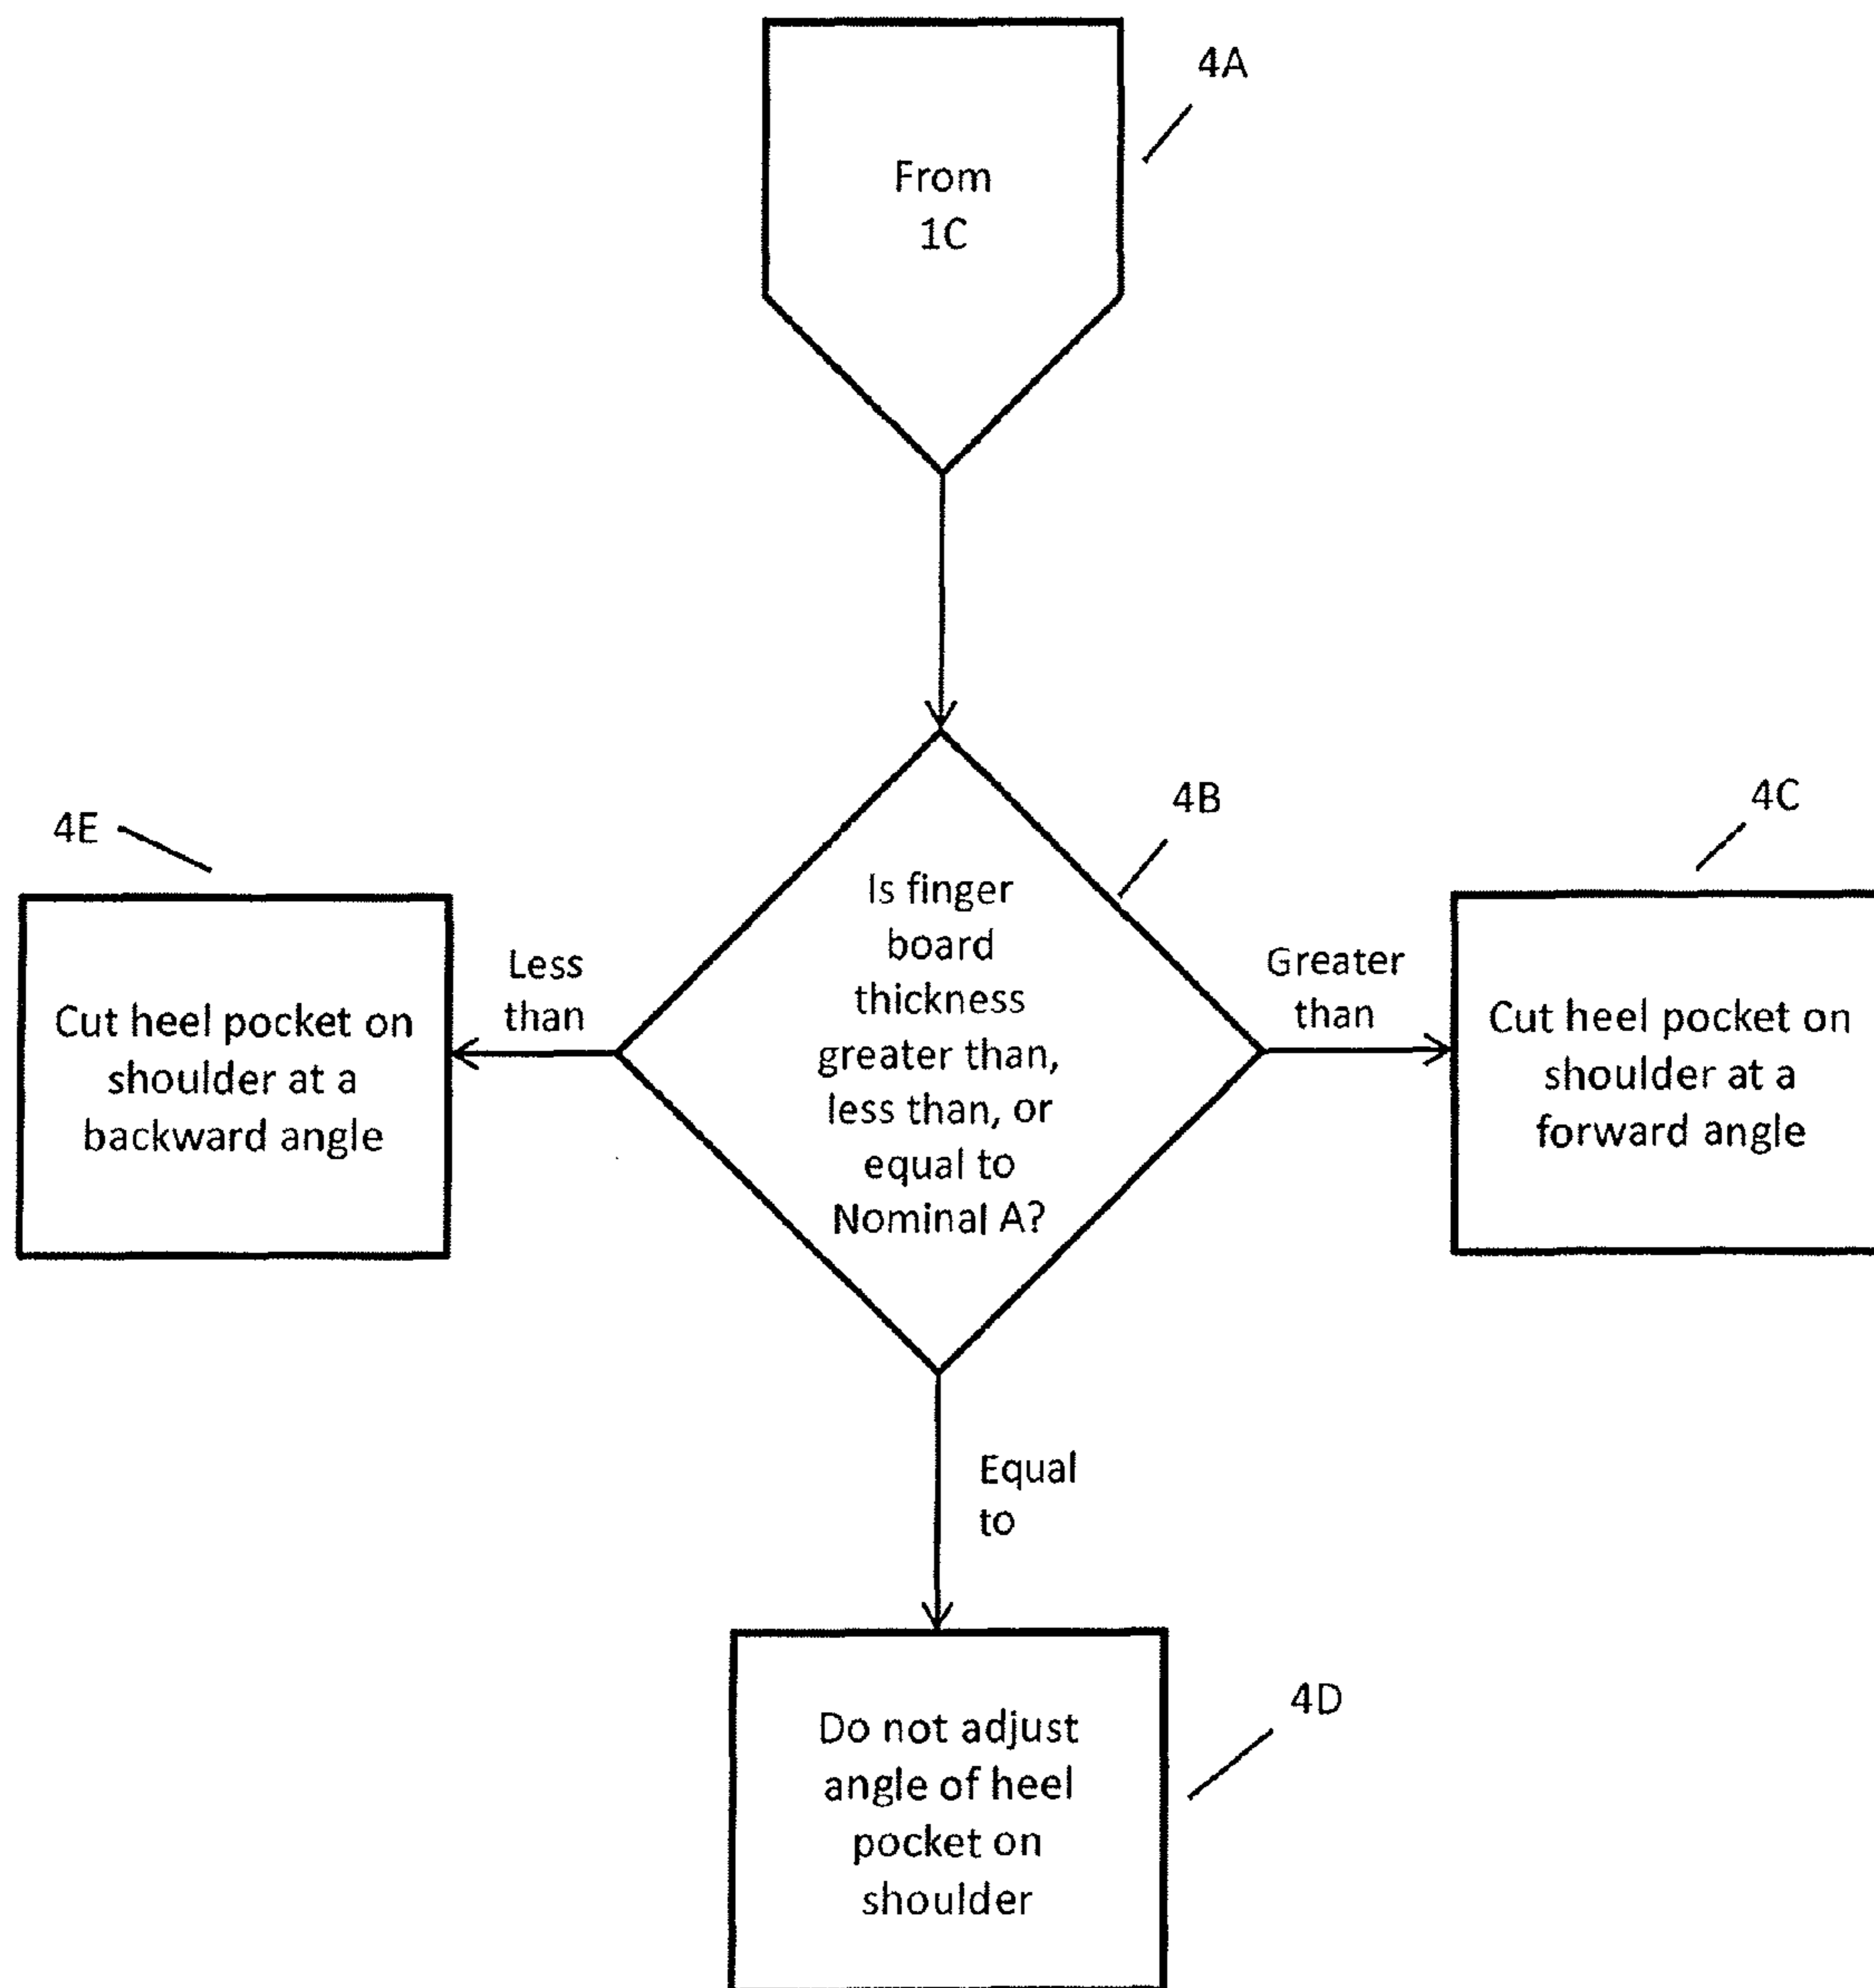 4A
From
1C
4B
4C
4E
Is finger
board
thickness
greater than,
less than, or
equal to
Nominal A?
Less
than
Greater
than
Cut heel pocket on
shoulder at a
backward angle
Cut heel pocket on
shoulder at a
forward angle
Equal
to
4D
Do not adjust
angle of heel
pocket on
shoulder